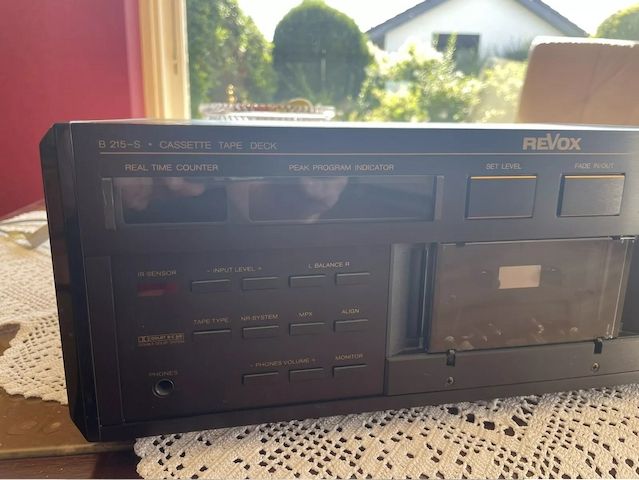 B 215-S • CASSETTE TAPE DECK
REVOX
REAL TIME COUNTER
PEAK PROGRAM INDICATOR
SET LEVEL
FADE IN/OUT
IR-SENSOR
- INPUT LEVEL +
L BALANCE R
TAPE TYPE
NR-SYSTEM
MPX
ALIGN
- PHONES VOLUME +
MONITOR
PHONES